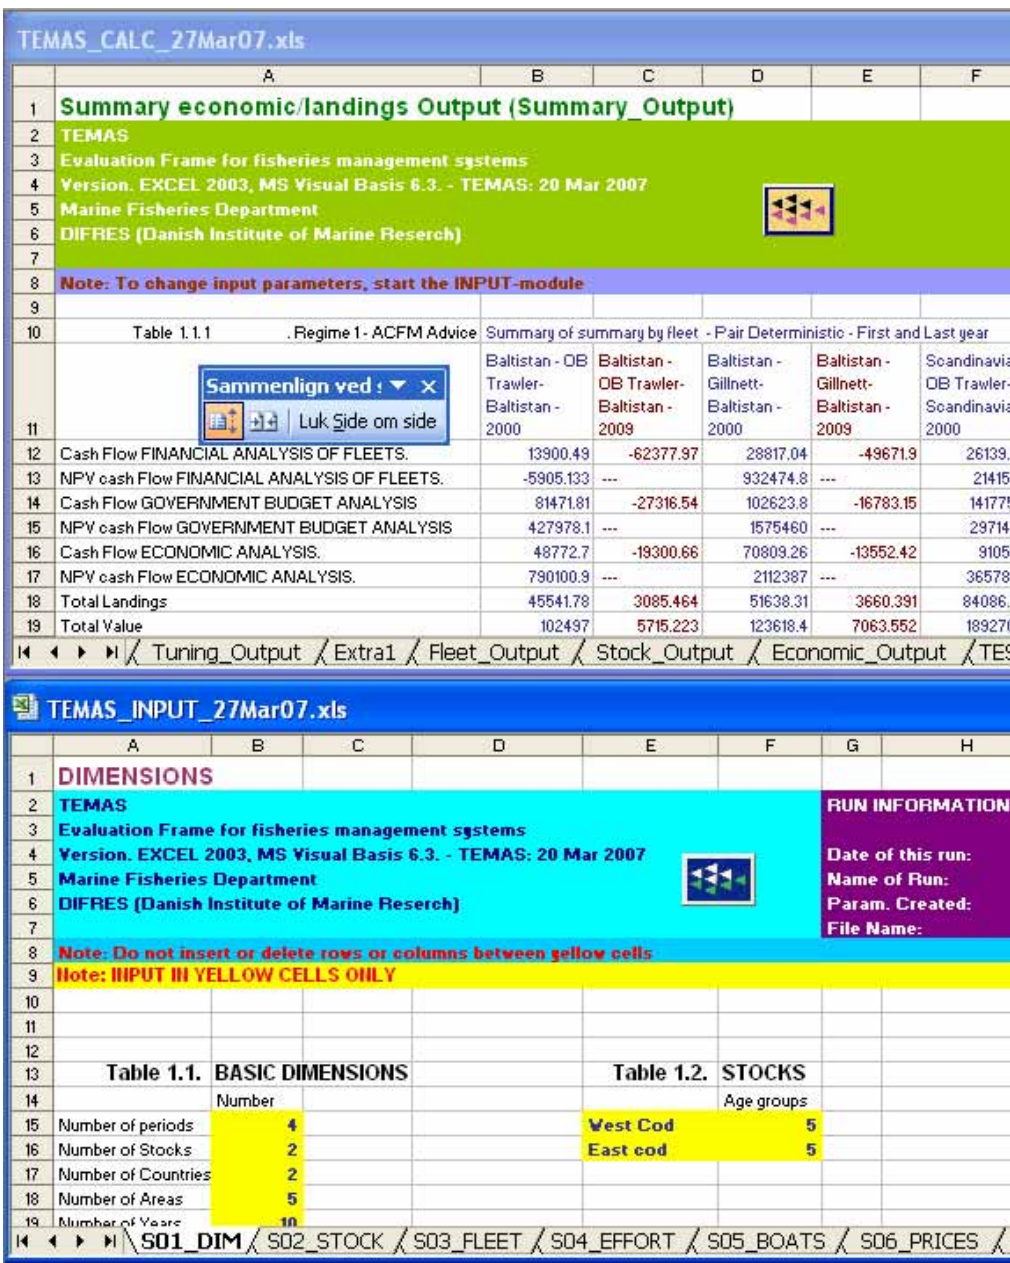 TEMAS_CALC_27Mar07.xls
A B C D E F
1 Summary economic/landings Output (Summary_Output)
2 TEMAS
3 Evaluation Frame for fisheries management systems
4 Version. EXCEL 2003, MS Visual Basis 6.3. - TEMAS: 20 Mar 2007
5 Marine Fisheries Department
6 DIFRES (Danish Institute of Marine Reserch)
7
8 Note: To change input parameters, start the INPUT-module
9
10 Table 1.1.1 . Regime 1- ACFM Advice Summary of summary by fleet - Pair Deterministic - First and Last year
Baltistan - OB Baltistan - Baltistan - Baltistan - Scandinavia
Trawler- OB Trawler- Gillnett- Gillnett- OB Trawler-
Baltistan - Baltistan - Baltistan - Baltistan - Scandinavia
11 2000 2009 2000 2009 2000
Sammenlign ved s
Luk Side om side
12 Cash Flow FINANCIAL ANALYSIS OF FLEETS. 13900.49 -62377.97 28817.04 -49671.9 26139.
13 NPV cash Flow FINANCIAL ANALYSIS OF FLEETS. -5905.133 --- 932474.8 --- 21415
14 Cash Flow GOVERNMENT BUDGET ANALYSIS 81471.81 -27316.54 102623.8 -16783.15 141775
15 NPV cash Flow GOVERNMENT BUDGET ANALYSIS 427978.1 --- 1575460 --- 29714
16 Cash Flow ECONOMIC ANALYSIS. 48772.7 -19300.66 70809.26 -13552.42 9105
17 NPV cash Flow ECONOMIC ANALYSIS. 790100.9 --- 2112387 --- 36578
18 Total Landings 45541.78 3085.464 51638.31 3660.391 84086.
19 Total Value 102497 5715.223 123618.4 7063.552 189270
Tuning_Output Extra1 Fleet_Output Stock_Output Economic_Output TES
TEMAS_INPUT_27Mar07.xls
A B C D E F G H
1 DIMENSIONS
2 TEMAS RUN INFORMATION
3 Evaluation Frame for fisheries management systems
4 Version. EXCEL 2003, MS Visual Basis 6.3. - TEMAS: 20 Mar 2007 Date of this run:
5 Marine Fisheries Department Name of Run:
6 DIFRES (Danish Institute of Marine Reserch) Param. Created:
7 File Name:
8 Note: Do not insert or delete rows or columns between yellow cells
9 Note: INPUT IN YELLOW CELLS ONLY
10
11
12
13 Table 1.1. BASIC DIMENSIONS Table 1.2. STOCKS
14 Number Age groups
15 Number of periods 4 West Cod 5
16 Number of Stocks 2 East cod 5
17 Number of Countries 2
18 Number of Areas 5
19 Number of Years 10
S01_DIM S02_STOCK S03_FLEET S04_EFFORT S05_BOATS S06_PRICES